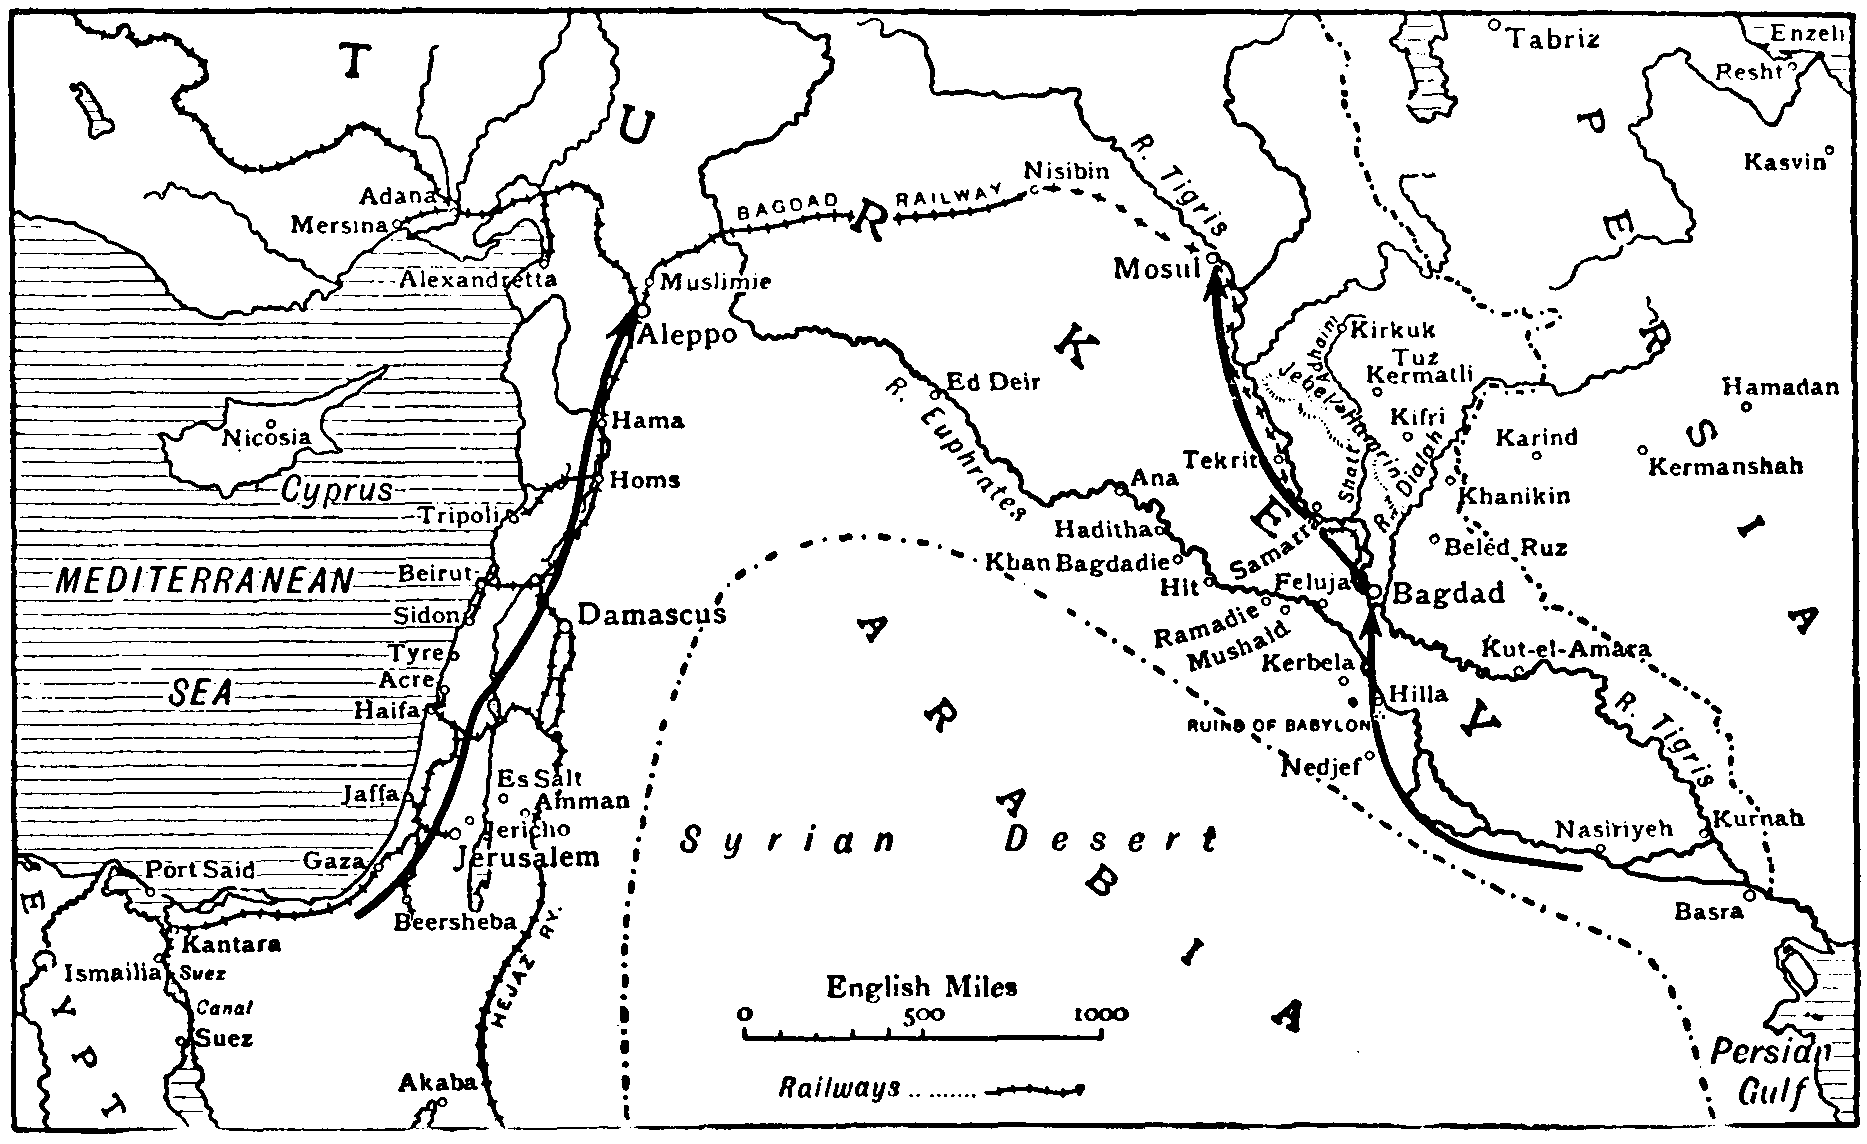 TURKEY
PERSIA
EGYPT
ARABIA
Tabriz
Enzeli
Resht
Kasvin
R. Tigris
Nisibin
BAGDAD RAILWAY
Adana
Mersina
Alexandretta
Muslimie
Aleppo
Mosul
Kirkuk
Tuz
Kermatli
Kifri
Jebel Hamrin
Shatt Adhaim
R. Dialah
Hamadan
Karind
Kermanshah
Khanikin
Beled Ruz
Ed Deir
R. Euphrates
Nicosia
Cyprus
Hama
Homs
Tripoli
Tekrit
Ana
Haditha
Khan Bagdadie
Hit
Samarra
Feluja
Bagdad
Ramadie
Mushaid
MEDITERRANEAN
SEA
Beirut
Sidon
Damascus
Tyre
Acre
Haifa
Kerbela
Kut-el-Amara
Hilla
RUINS OF BABYLON
R. Tigris
Nedjef
Jaffa
Es Salt
Amman
Jericho
Jerusalem
Syrian Desert
Nasiriyeh
Kurnah
Basra
Port Said
Gaza
Beersheba
Kantara
Ismailia
Suez
Canal
Suez
HEJAZ RY.
Akaba
English Miles
0 500 1000
Railways
Persian
Gulf